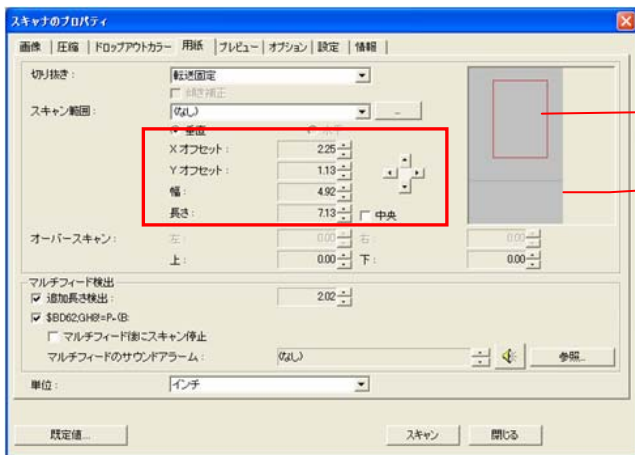 スキャナのプロパティ
画像 | 圧縮 | ドロップアウトカラー 用紙 | プレビュー | オプション | 設定 | 情報 |
切り抜き： 転送固定
傾き補正
スキャン範囲： (なし) ...
垂直 水平
X オフセット： 2.25
Y オフセット： 1.13
幅： 4.92
長さ： 7.13 中央
オーバースキャン： 左： 0.00 右： 0.00
上： 0.00 下： 0.00
マルチフィード検出
追加長さ検出： 2.02
$BD62;GH8!=P-(B:
マルチフィード後にスキャン停止
マルチフィードのサウンドアラーム： (なし) 参照...
単位： インチ
既定値... スキャン 閉じる